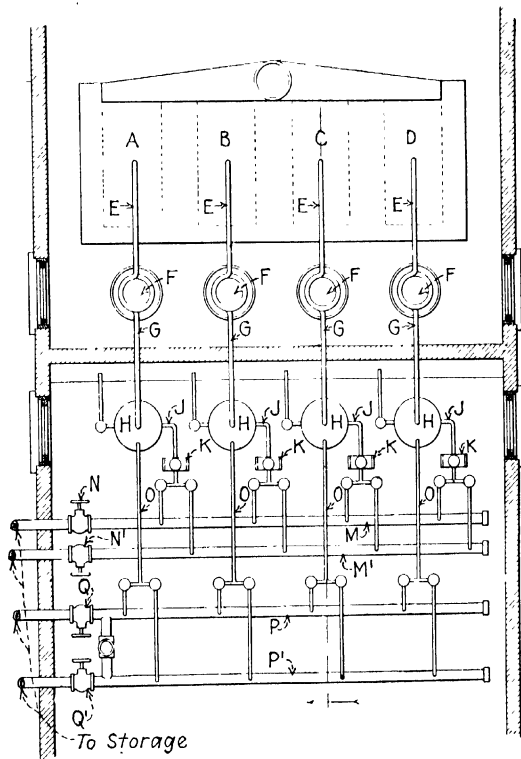 A B C D
E E E E
F F F F
G G G G
H J H J H J H J
K K K K
N O O O O
M
N'
M'
Q
P
P'
Q'
To Storage